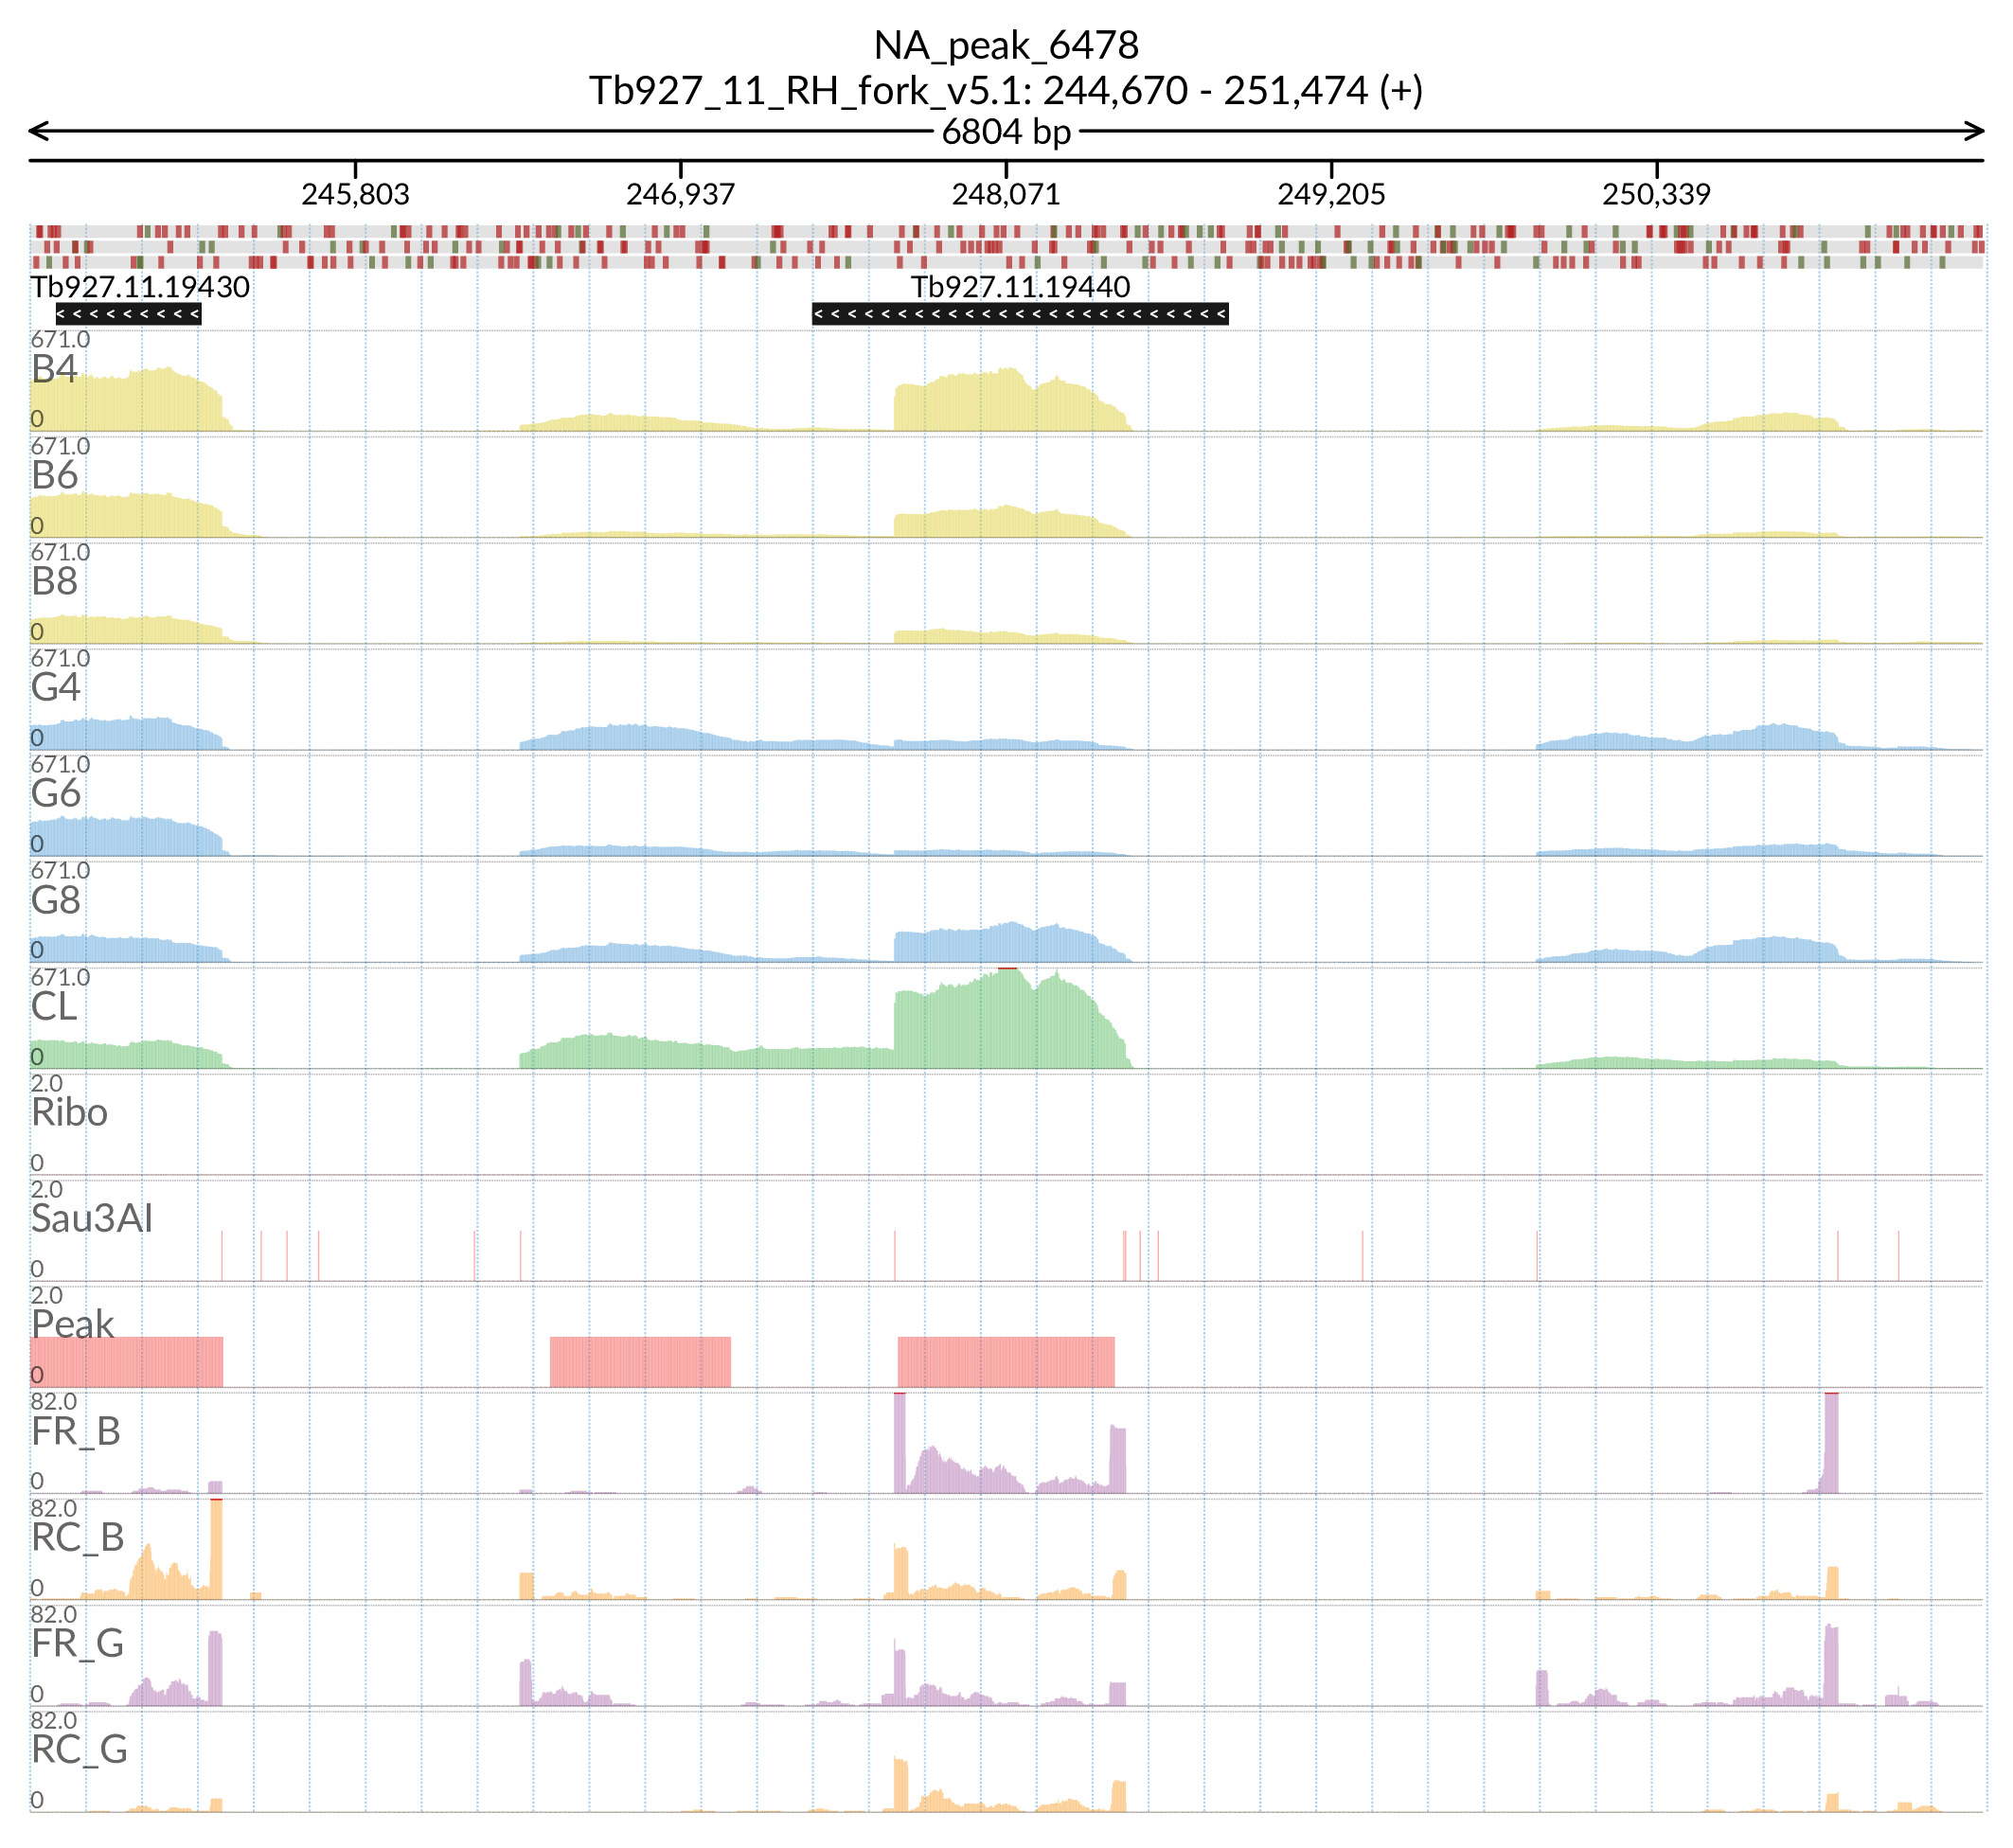 NA_peak_6478
Tb927_11_RH_fork_v5.1: 244,670 - 251,474 (+)
6804 bp
245,803 246,937 248,071 249,205 250,339
Tb927.11.19430 Tb927.11.19440
671.0
B4
0
671.0
B6
0
671.0
B8
0
671.0
G4
0
671.0
G6
0
671.0
G8
0
671.0
CL
0
2.0
Ribo
0
2.0
Sau3AI
0
2.0
Peak
0
82.0
FR_B
0
82.0
RC_B
0
82.0
FR_G
0
82.0
RC_G
0